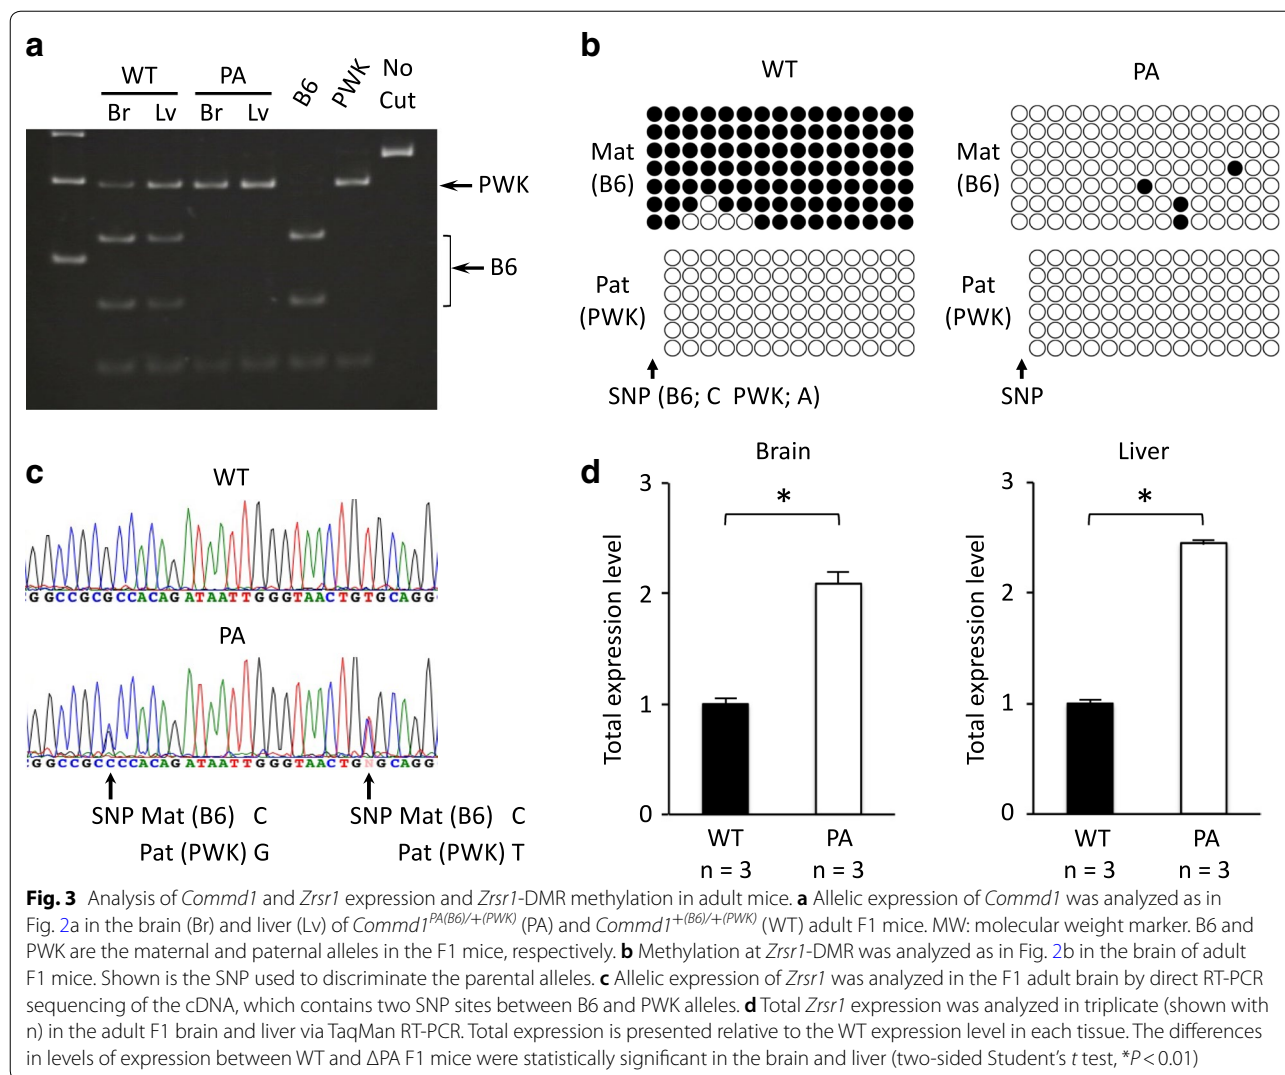 a
WT PA B6 PWK No Cut
Br Lv Br Lv
PWK
B6
b
WT PA
Mat (B6)
Mat (B6)
Pat (PWK)
Pat (PWK)
SNP (B6; C PWK; A)
SNP
c
WT
GGCCGCGCCACAGATAATTGGGTAACTGTGCAGG
PA
GGCCGCCCCACAGATAATTGGGTAACTGNGCAGG
SNP Mat (B6) C
Pat (PWK) G
SNP Mat (B6) C
Pat (PWK) T
d
Brain
Total expression level
3
2
1
0
*
WT PA
n = 3 n = 3
Liver
Total expression level
3
2
1
0
*
WT PA
n = 3 n = 3
Fig. 3 Analysis of Commd1 and Zrsr1 expression and Zrsr1-DMR methylation in adult mice. a Allelic expression of Commd1 was analyzed as in
Fig. 2a in the brain (Br) and liver (Lv) of Commd1PA(B6)/+(PWK) (PA) and Commd1+(B6)/+(PWK) (WT) adult F1 mice. MW: molecular weight marker. B6 and
PWK are the maternal and paternal alleles in the F1 mice, respectively. b Methylation at Zrsr1-DMR was analyzed as in Fig. 2b in the brain of adult
F1 mice. Shown is the SNP used to discriminate the parental alleles. c Allelic expression of Zrsr1 was analyzed in the F1 adult brain by direct RT-PCR
sequencing of the cDNA, which contains two SNP sites between B6 and PWK alleles. d Total Zrsr1 expression was analyzed in triplicate (shown with
n) in the adult F1 brain and liver via TaqMan RT-PCR. Total expression is presented relative to the WT expression level in each tissue. The differences
in levels of expression between WT and ΔPA F1 mice were statistically significant in the brain and liver (two-sided Student's t test, *P < 0.01)